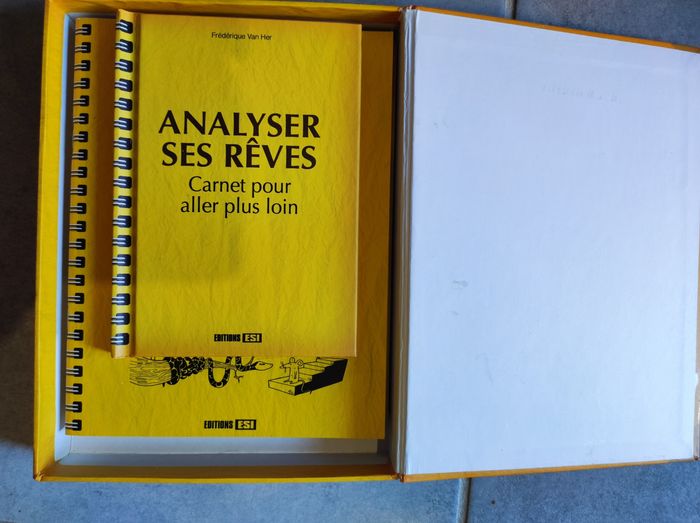 Frédérique Van Her
ANALYSER
SES RÊVES
Carnet pour
aller plus loin
EDITIONS ESI
EDITIONS ESI